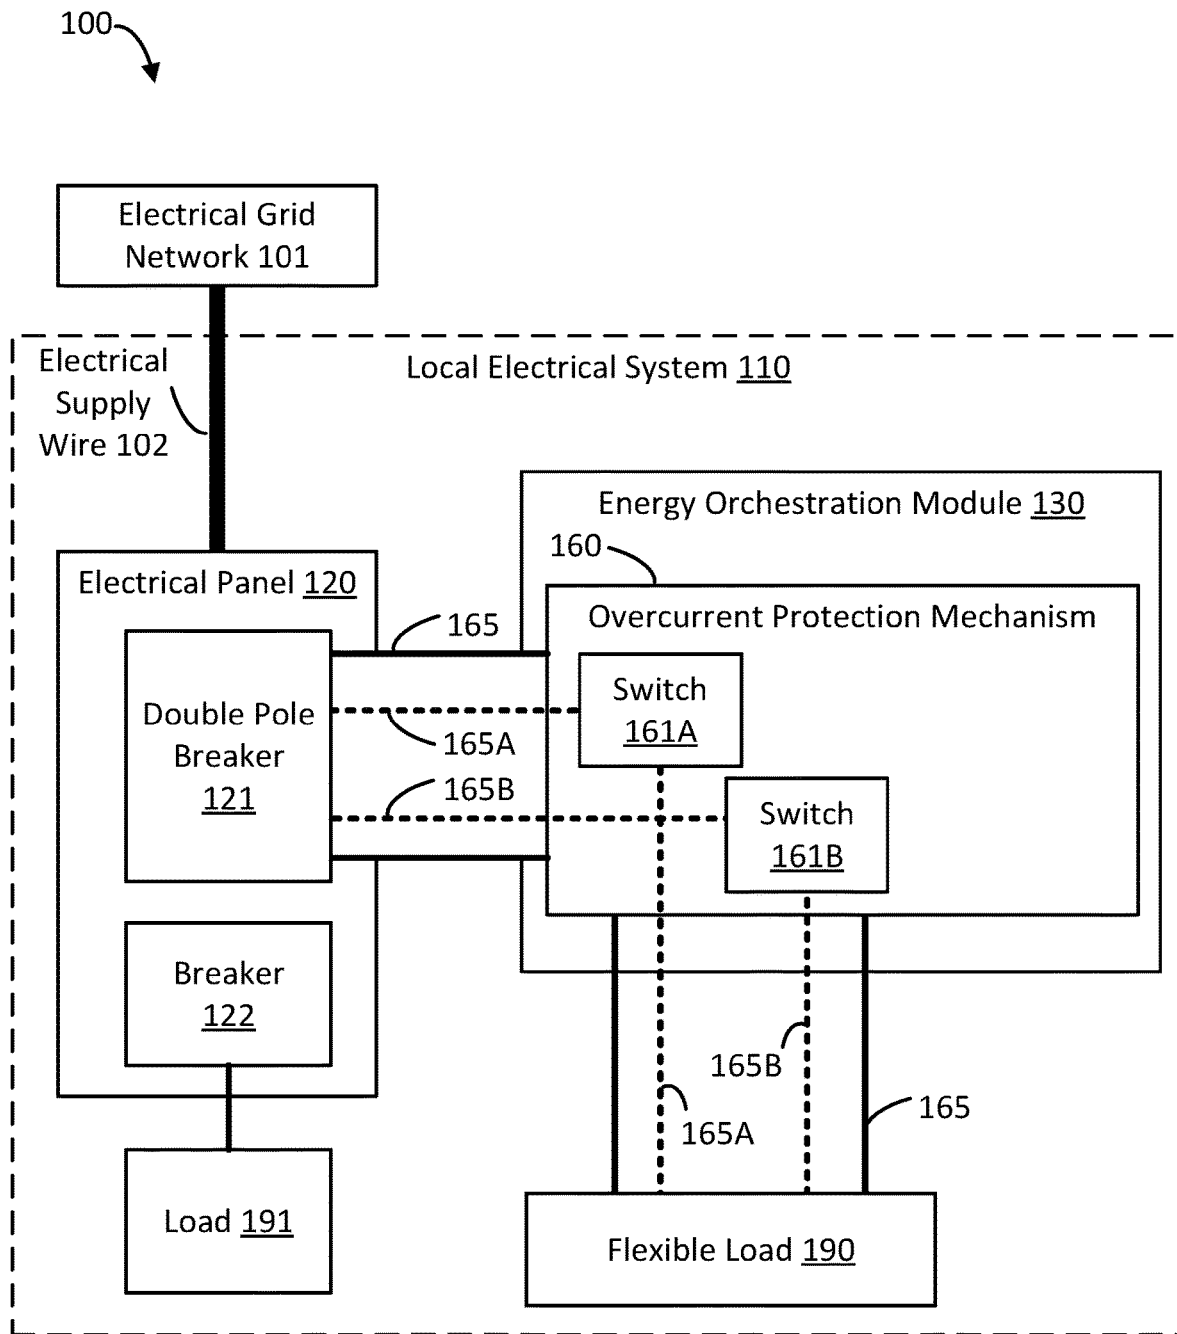 100
Electrical Grid
Network 101
Electrical
Supply
Wire 102
Local Electrical System 110
Energy Orchestration Module 130
160
Electrical Panel 120
Overcurrent Protection Mechanism
165
Switch
161A
Double Pole
Breaker
121
165A
165B
Switch
161B
Breaker
122
165B
165A
165
Load 191
Flexible Load 190